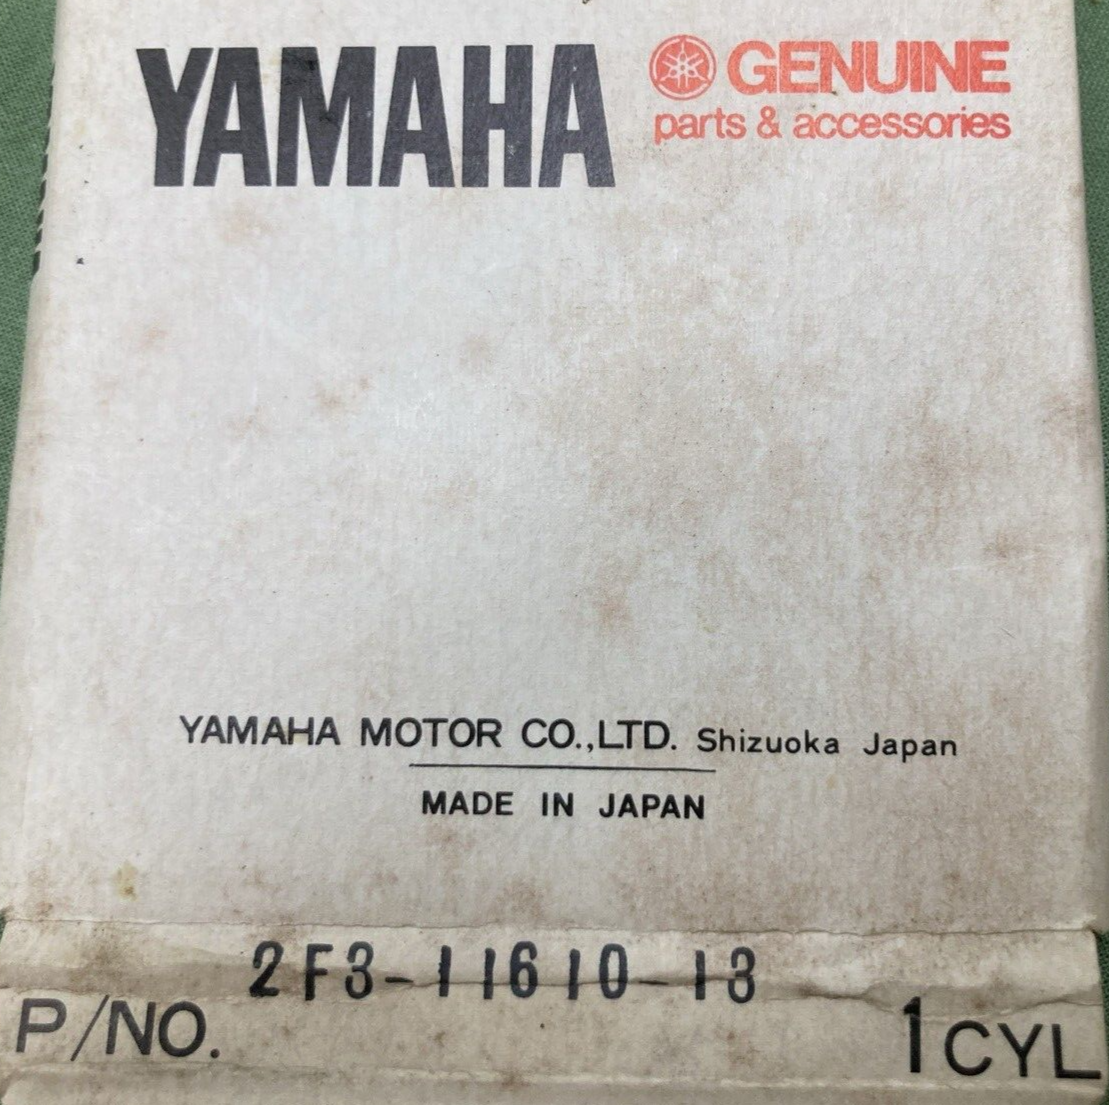 YAMAHA GENUINE
parts & accessories
YAMAHA MOTOR CO.,LTD. Shizuoka Japan
MADE IN JAPAN
2F3-11610-13
P/NO. 1CYL